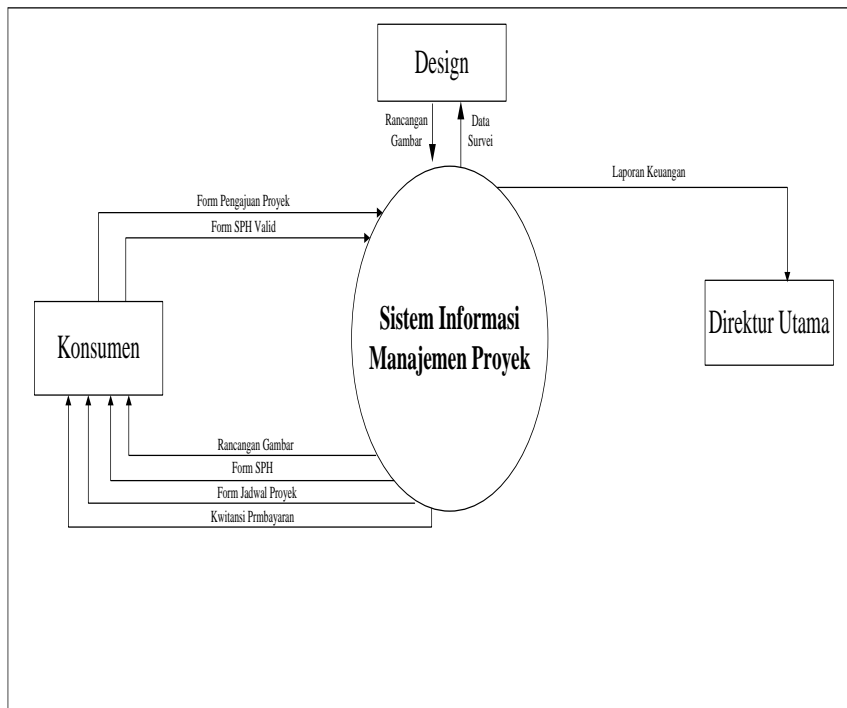 Design
Rancangan
Gambar
Data
Survei
Laporan Keuangan
Form Pengajuan Proyek
Form SPH Valid
Sistem Informasi
Manajemen Proyek
Direktur Utama
Konsumen
Rancangan Gambar
Form SPH
Form Jadwal Proyek
Kwitansi Prmbayaran